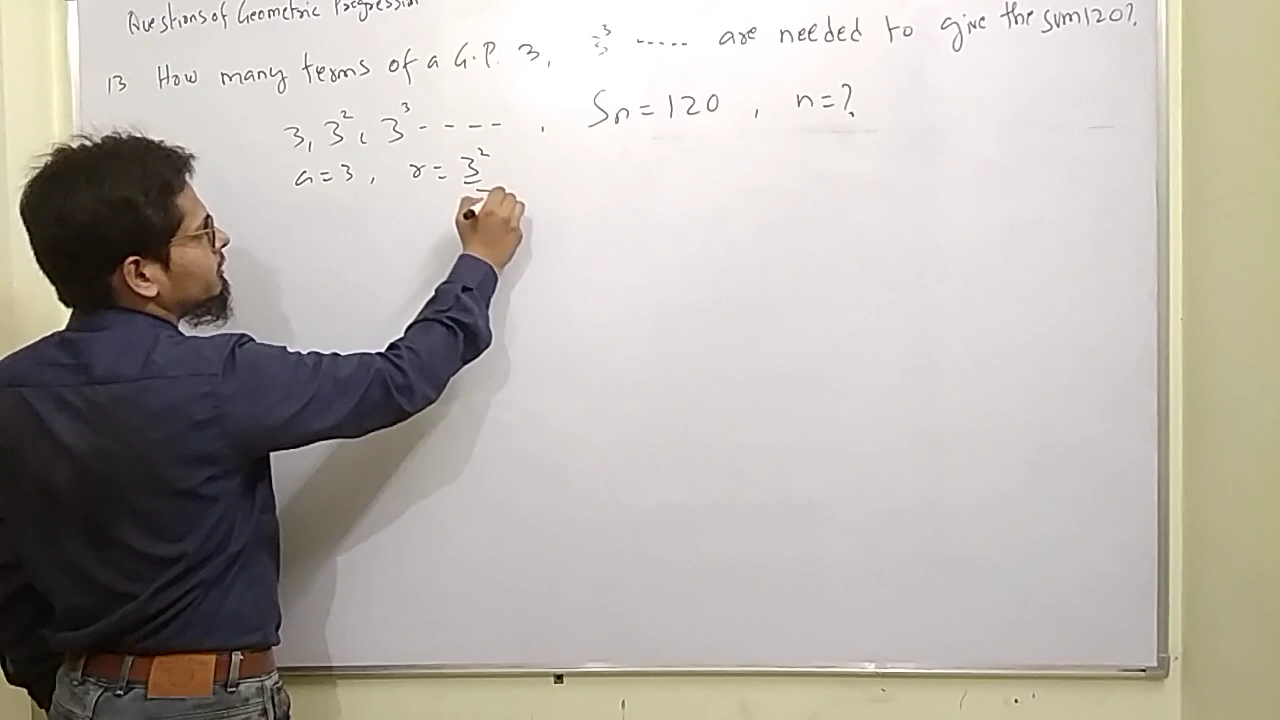 Questions of Geometric Progression
13 How many terms of a G.P. 3, 3³ ----- are needed to give the sum 120?
3, 3², 3³ ---- , Sn = 120 , n = ?
a = 3 , r = 3²